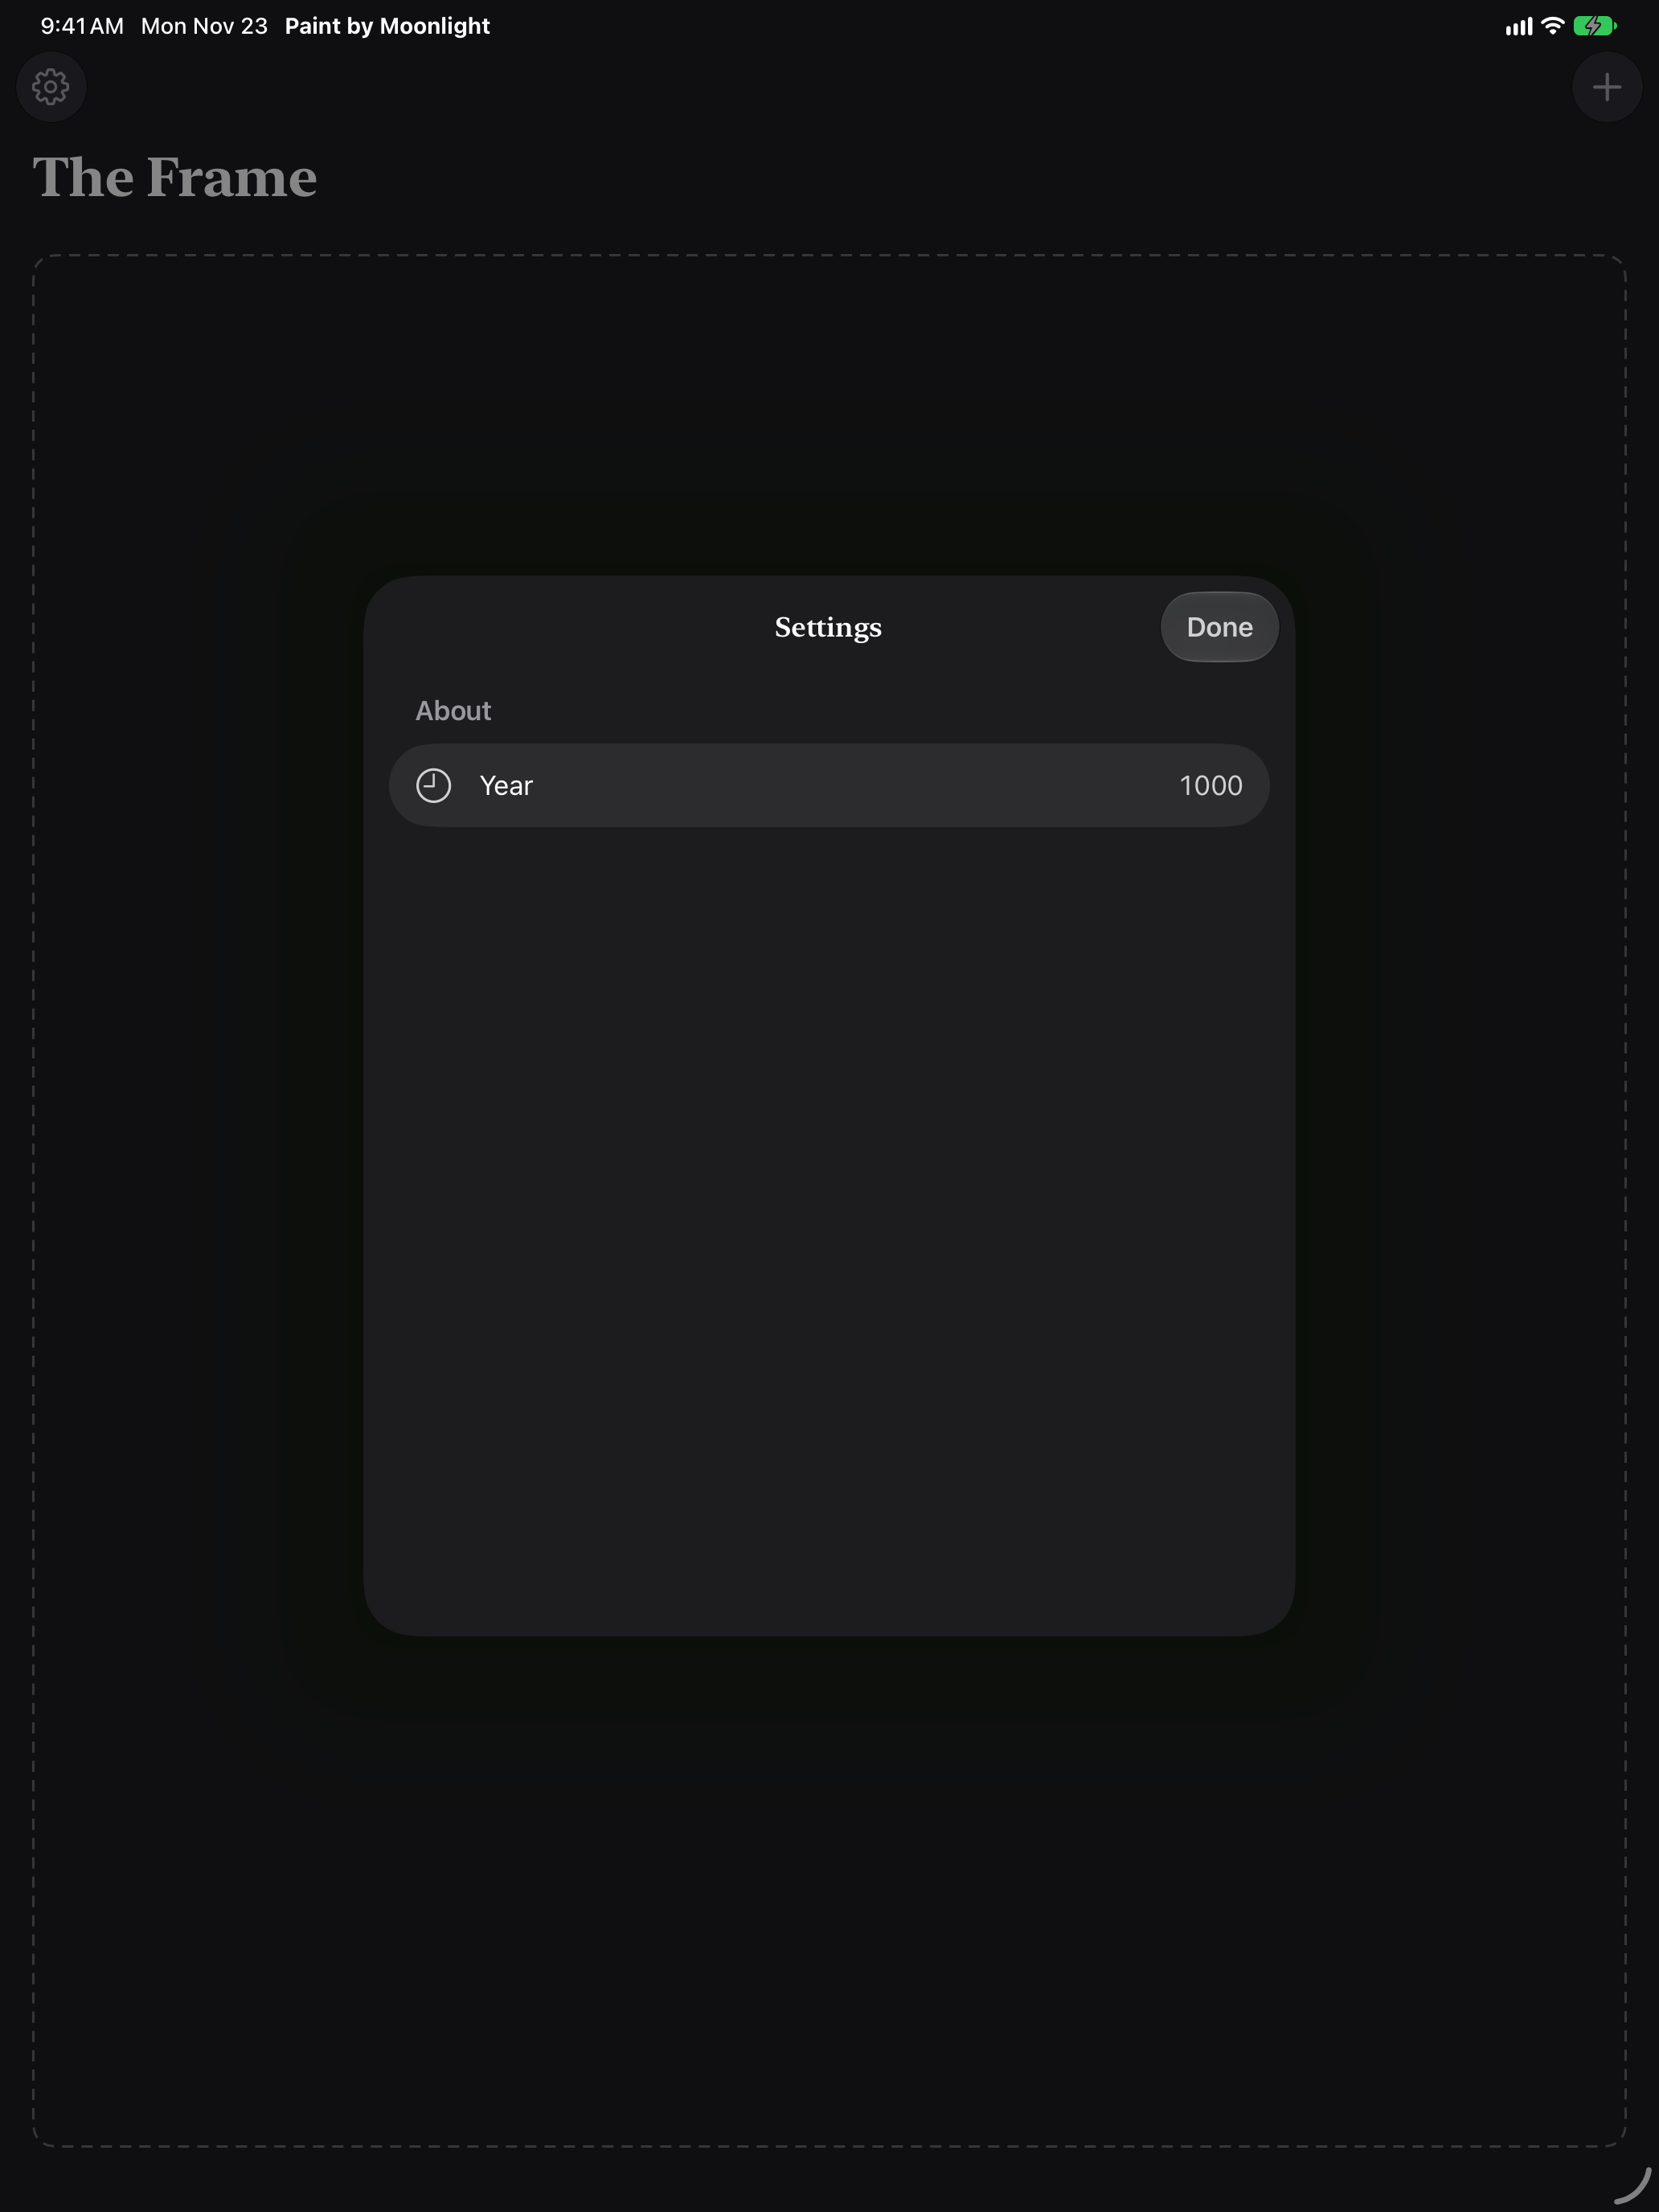 9:41 AM Mon Nov 23 Paint by Moonlight
The Frame
Settings
Done
About
Year 1000